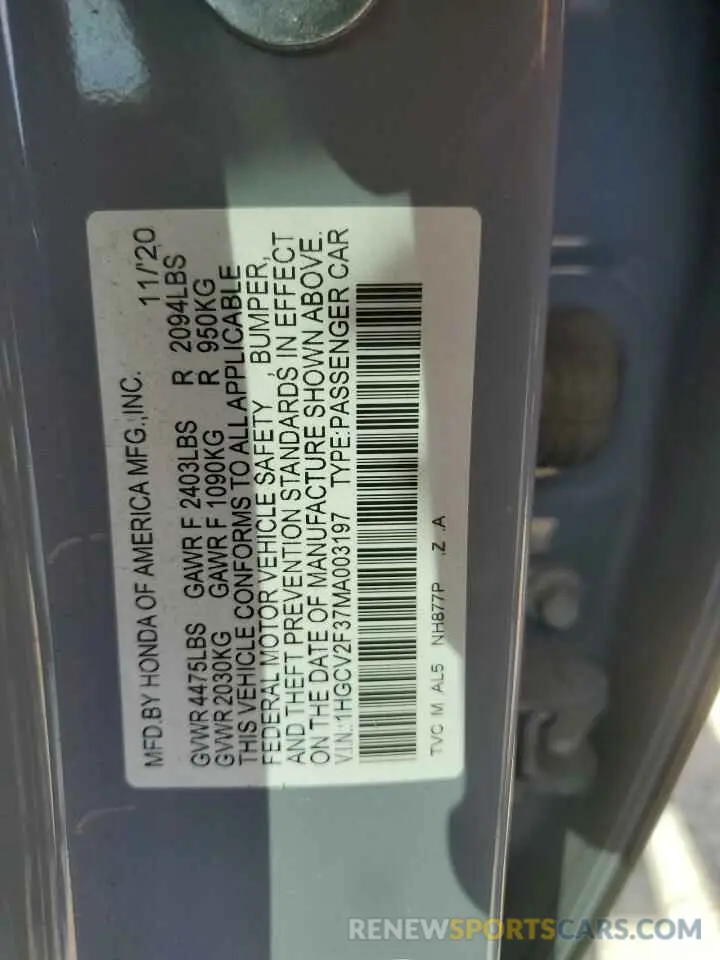 MFD.BY HONDA OF AMERICA MFG.,INC. 11/'20
GVWR 4475LBS GAWR F 2403LBS R 2094LBS
GVWR 2030KG GAWR F 1090KG R 950KG
THIS VEHICLE CONFORMS TO ALL APPLICABLE
FEDERAL MOTOR VEHICLE SAFETY , BUMPER,
AND THEFT PREVENTION STANDARDS IN EFFECT
ON THE DATE OF MANUFACTURE SHOWN ABOVE.
V.I.N.:1HGCV2F37MA003197 TYPE:PASSENGER CAR
TVC M AL5 NH877P .Z .A
RENEWSPORTSCARS.COM